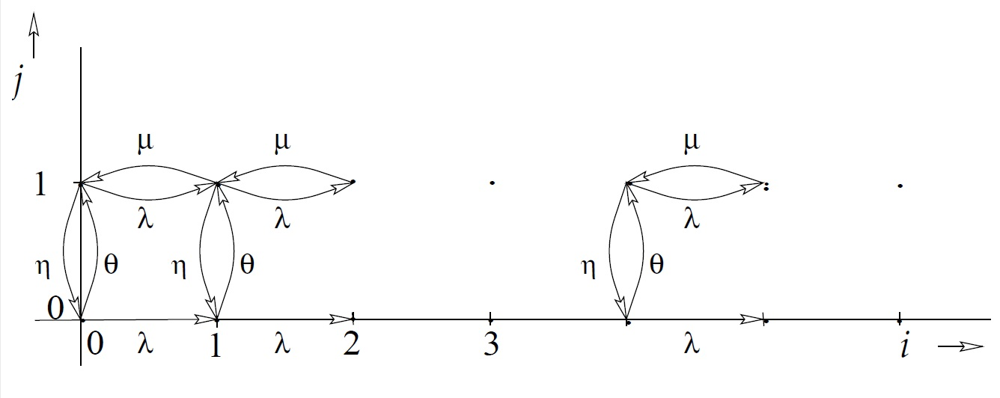 j
μ μ μ
1
λ λ λ
η θ η θ η θ
0
0 λ 1 λ 2 3 λ i